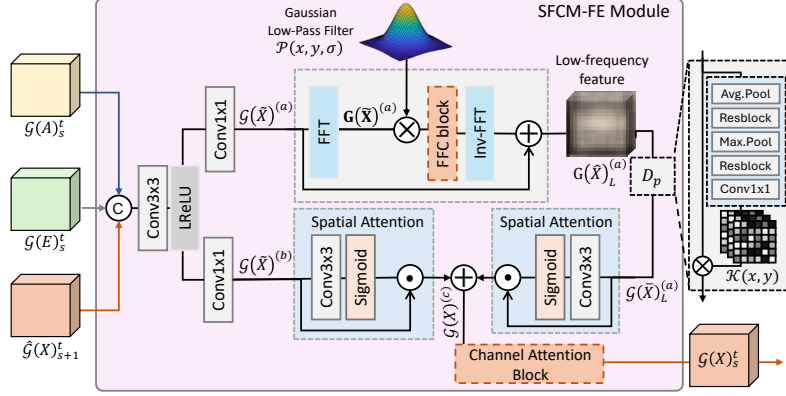 SFCM-FE Module
Gaussian
Low-Pass Filter
𝒫(x, y, σ)
𝒢(A)ₛᵗ
𝒢(E)ₛᵗ
𝒢̂(X)ₛ₊₁ᵗ
C
Conv3x3
LReLU
Conv1x1
𝒢(X̃)⁽ᵃ⁾
FFT
𝐆(𝐗̃)⁽ᵃ⁾
FFC block
Inv-FFT
Low-frequency
feature
G(X̂)_L⁽ᵃ⁾
Dₚ
Avg.Pool
Resblock
Max.Pool
Resblock
Conv1x1
𝒦(x, y)
Conv1x1
𝒢(X̃)⁽ᵇ⁾
Spatial Attention
Conv3x3
Sigmoid
𝒢(X)⁽ᶜ⁾
Spatial Attention
Sigmoid
Conv3x3
𝒢(X̄)_L⁽ᵃ⁾
Channel Attention
Block
𝒢(X)ₛᵗ